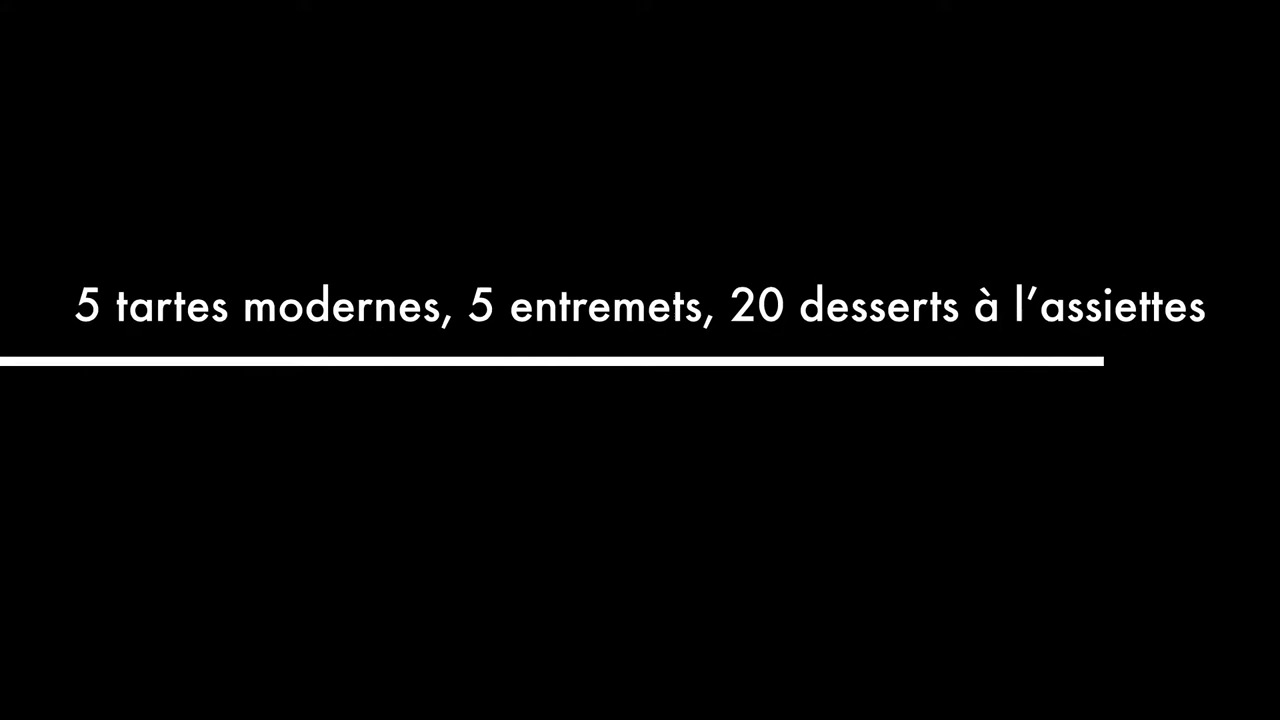 5 tartes modernes, 5 entremets, 20 desserts à l’assiettes